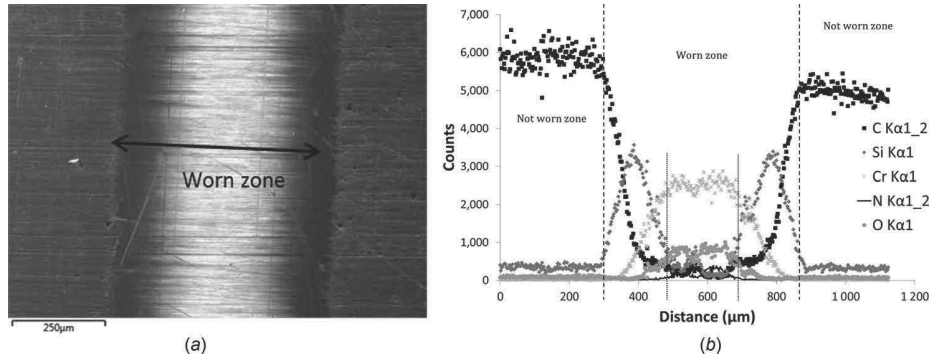 Worn zone
250µm
(a)
Counts
7,000
6,000
5,000
4,000
3,000
2,000
1,000
0
0
200
400
600
800
1 000
1 200
Distance (µm)
Not worn zone
Worn zone
Not worn zone
C Kα1_2
Si Kα1
Cr Kα1
N Kα1_2
O Kα1
(b)